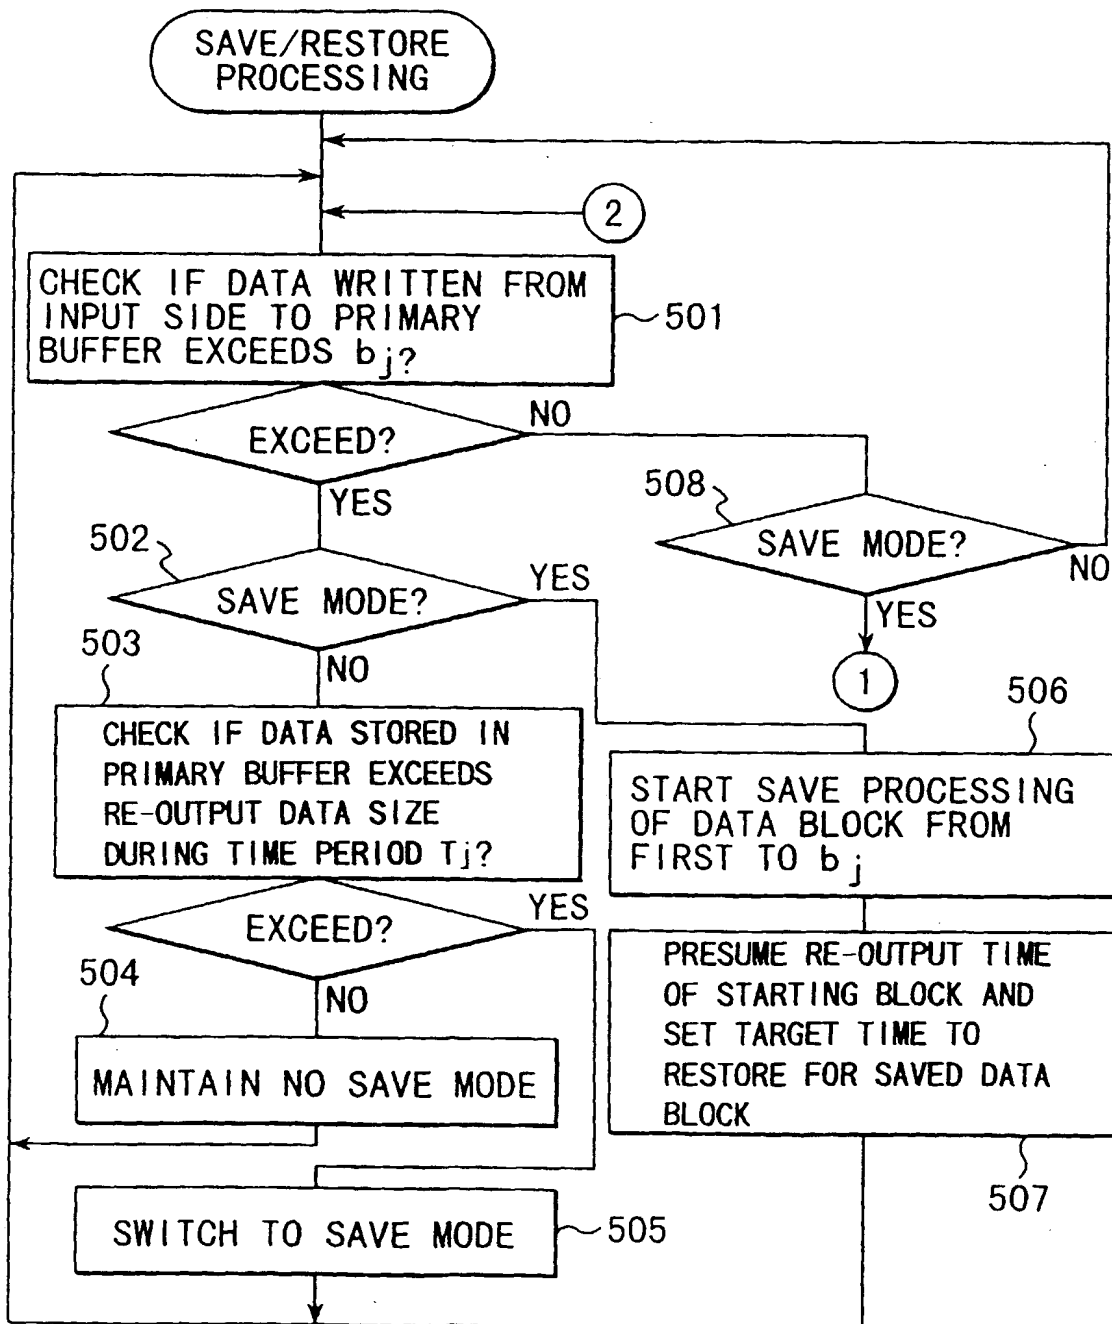 SAVE/RESTORE
PROCESSING
2
CHECK IF DATA WRITTEN FROM
INPUT SIDE TO PRIMARY
BUFFER EXCEEDS bj?
501
EXCEED?
NO
YES
508
SAVE MODE?
NO
YES
1
502
SAVE MODE?
YES
NO
503
CHECK IF DATA STORED IN
PRIMARY BUFFER EXCEEDS
RE-OUTPUT DATA SIZE
DURING TIME PERIOD Tj?
506
START SAVE PROCESSING
OF DATA BLOCK FROM
FIRST TO bj
EXCEED?
YES
NO
PRESUME RE-OUTPUT TIME
OF STARTING BLOCK AND
SET TARGET TIME TO
RESTORE FOR SAVED DATA
BLOCK
507
504
MAINTAIN NO SAVE MODE
SWITCH TO SAVE MODE
505